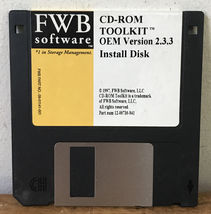 FWB
software™
#1 in Storage Management.
CD-ROM
TOOLKIT™
OEM Version 2.3.3
Install Disk
© 1997, FWB Software, LLC.
CD-ROM ToolKit is a trademark
of FWB Software, LLC.
All rights reserved.